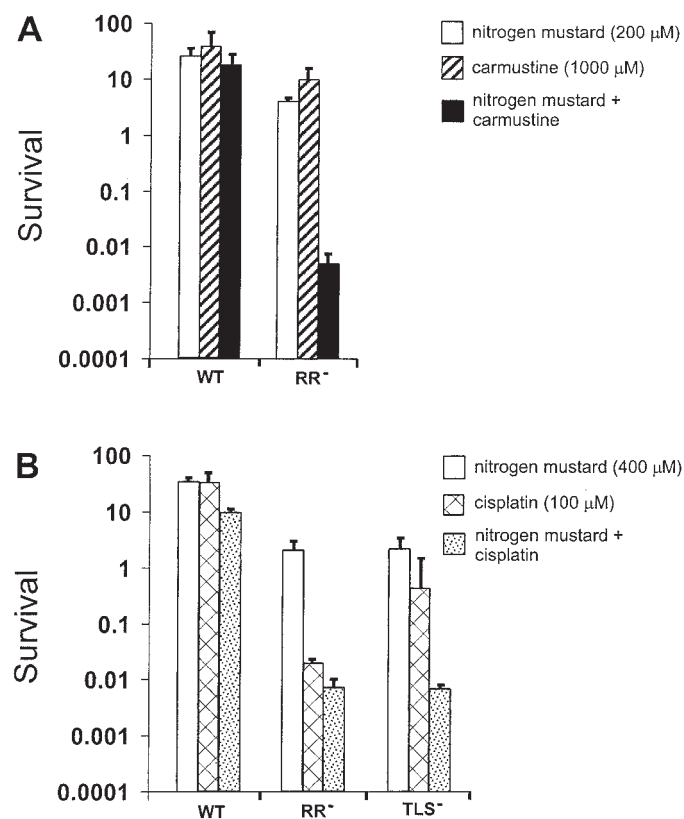 A
Survival
100
10
1
0.1
0.01
0.001
0.0001
WT
RR⁻
nitrogen mustard (200 µM)
carmustine (1000 µM)
nitrogen mustard +
carmustine
B
Survival
100
10
1
0.1
0.01
0.001
0.0001
WT
RR⁻
TLS⁻
nitrogen mustard (400 µM)
cisplatin (100 µM)
nitrogen mustard +
cisplatin